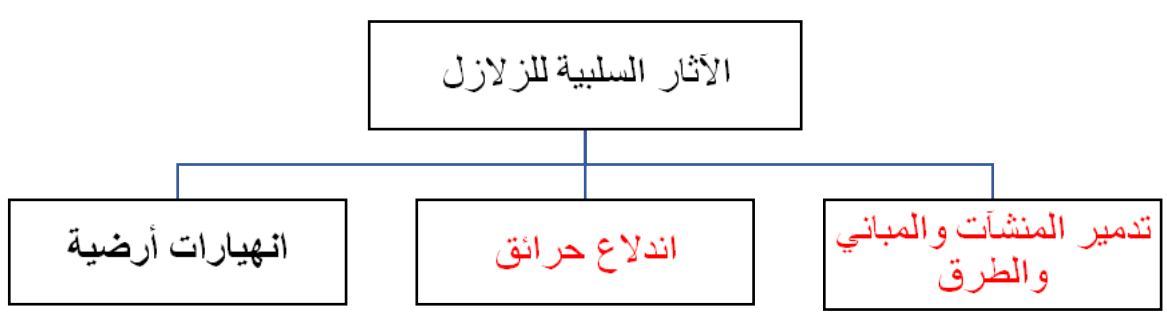 الآثار السلبية للزلازل
تدمير المنشآت والمباني
والطرق
اندلاع حرائق
انهيارات أرضية